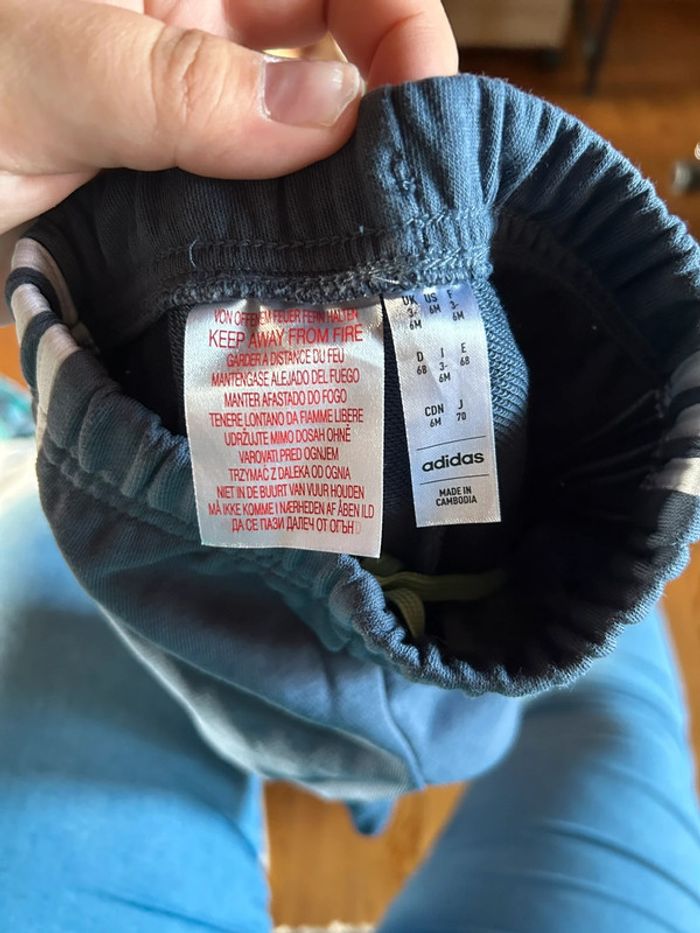 VON OFFENEM FEUER FERN HALTEN
KEEP AWAY FROM FIRE
GARDER A DISTANCE DU FEU
MANTENGASE ALEJADO DEL FUEGO
MANTER AFASTADO DO FOGO
TENERE LONTANO DA FIAMME LIBERE
UDRŽUJTE MIMO DOSAH OHNĚ
VAROVATI PRED OGNJEM
TRZYMAĆ Z DALEKA OD OGNIA
NIET IN DE BUURT VAN VUUR HOUDEN
MÅ IKKE KOMME I NÆRHEDEN AF ÅBEN ILD
ДА СЕ ПАЗИ ДАЛЕЧ ОТ ОГЪН
UK US F
3- 6M 3-
6M 6M
D I E
68 3- 68
6M
CDN J
6M 70
adidas
MADE IN
CAMBODIA